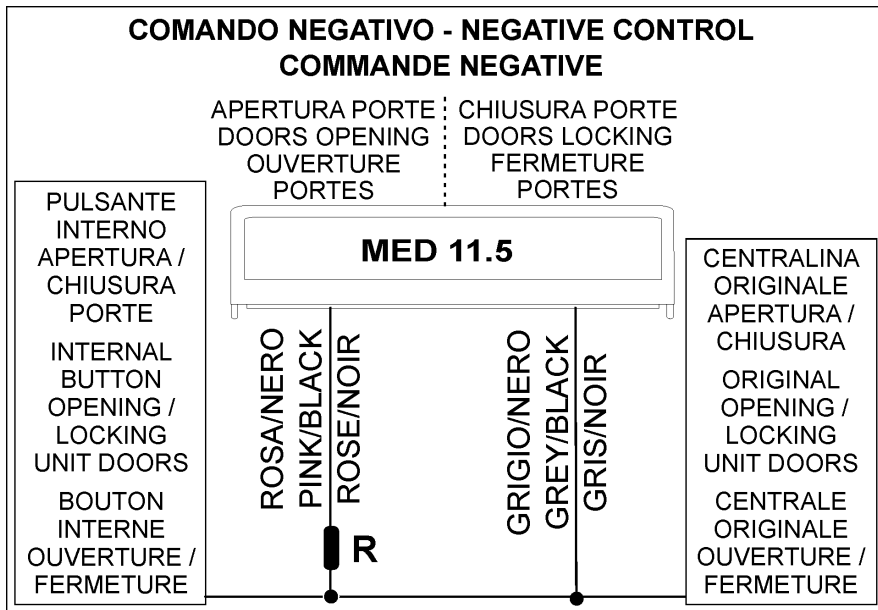 COMANDO NEGATIVO - NEGATIVE CONTROL
COMMANDE NEGATIVE
APERTURA PORTE
DOORS OPENING
OUVERTURE
PORTES
CHIUSURA PORTE
DOORS LOCKING
FERMETURE
PORTES
PULSANTE
INTERNO
APERTURA /
CHIUSURA
PORTE
INTERNAL
BUTTON
OPENING /
LOCKING
UNIT DOORS
BOUTON
INTERNE
OUVERTURE /
FERMETURE
MED 11.5
ROSA/NERO
PINK/BLACK
ROSE/NOIR
R
GRIGIO/NERO
GREY/BLACK
GRIS/NOIR
CENTRALINA
ORIGINALE
APERTURA /
CHIUSURA
ORIGINAL
OPENING /
LOCKING
UNIT DOORS
CENTRALE
ORIGINALE
OUVERTURE /
FERMETURE